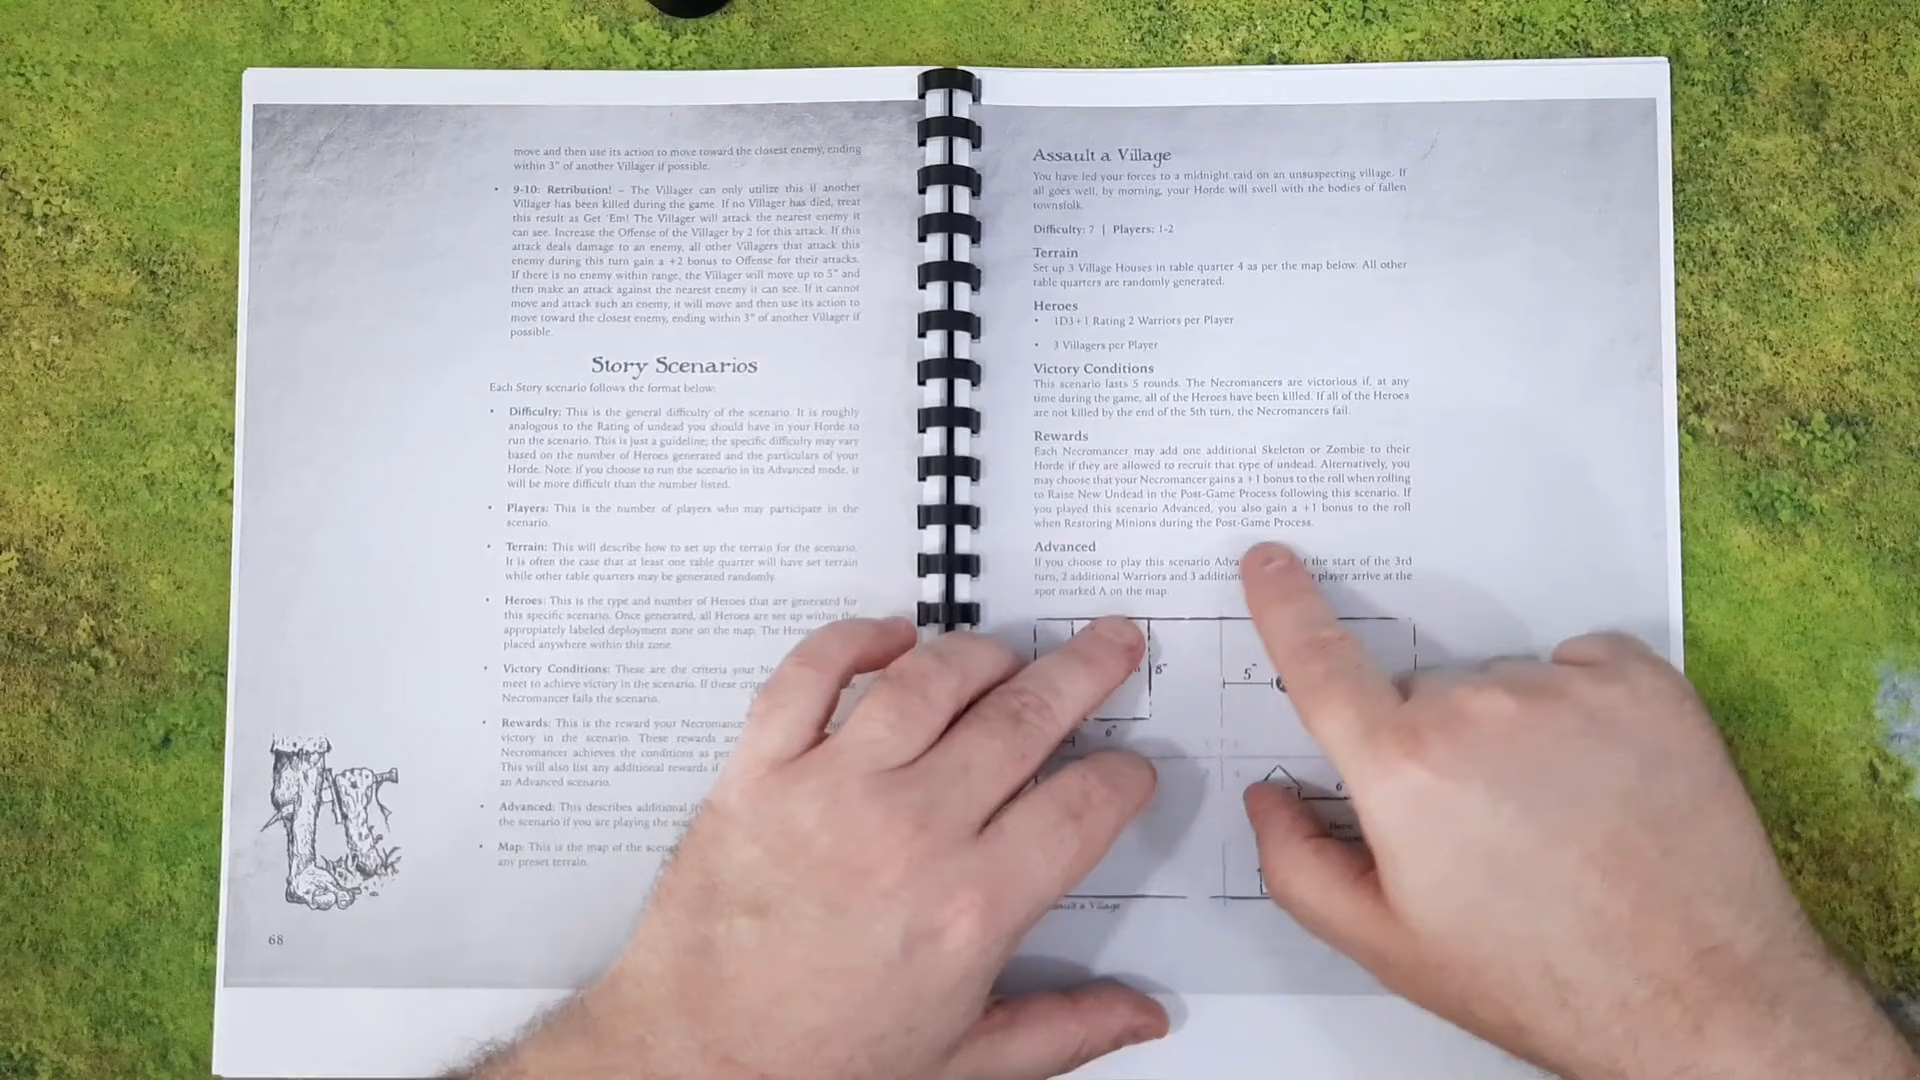 move and then use its action to move toward the closest enemy, ending
within 3" of another Villager if possible.
• 9-10: Retribution! – The Villager can only utilize this if another
Villager has been killed during the game. If no Villager has died, treat
this result as Get 'Em! The Villager will attack the nearest enemy it
can see. Increase the Offense of the Villager by 2 for this attack. If this
attack deals damage to an enemy, all other Villagers that attack this
enemy during this turn gain a +2 bonus to Offense for their attacks.
If there is no enemy within range, the Villager will move up to 5" and
then make an attack against the nearest enemy it can see. If it cannot
move and attack such an enemy, it will move and then use its action to
move toward the closest enemy, ending within 3" of another Villager if
possible.
Story Scenarios
Each Story scenario follows the format below:
• Difficulty: This is the general difficulty of the scenario. It is roughly
analogous to the Rating of undead you should have in your Horde to
run the scenario. This is just a guideline; the specific difficulty may vary
based on the number of Heroes generated and the particulars of your
Horde. Note: if you choose to run the scenario in its Advanced mode, it
will be more difficult than the number listed.
• Players: This is the number of players who may participate in the
scenario.
• Terrain: This will describe how to set up the terrain for the scenario.
It is often the case that at least one table quarter will have set terrain
while other table quarters may be generated randomly.
• Heroes: This is the type and number of Heroes that are generated for
this specific scenario. Once generated, all Heroes are set up within the
appropiately labeled deployment zone on the map. The
placed anywhere within this zone
• Victory Conditions: These are the criteria your
meet to achieve victory in the scenario. If these
Necromancer fails the scenario.
• Rewards: This is the reward your
victory in the scenario. These rewards are
Necromancer achieves the conditions as per
This will also list any additional rewards if
an Advanced scenario.
• Advanced: This describes additional
the scenario if you are playing the
• Map: This is the map of the
any preset terrain.
68
Assault a Village
You have led your forces to a midnight raid on an unsuspecting village. If
all goes well, by morning, your Horde will swell with the bodies of fallen
townsfolk.
Difficulty: 7 | Players: 1-2
Terrain
Set up 3 Village Houses in table quarter 4 as per the map below. All other
table quarters are randomly generated.
Heroes
• 1D3+1 Rating 2 Warriors per Player
• 3 Villagers per Player
Victory Conditions
This scenario lasts 5 rounds. The Necromancers are victorious if, at any
time during the game, all of the Heroes have been killed. If all of the Heroes
are not killed by the end of the 5th turn, the Necromancers fail.
Rewards
Each Necromancer may add one additional Skeleton or Zombie to their
Horde if they are allowed to recruit that type of undead. Alternatively, you
may choose that your Necromancer gains a +1 bonus to the roll when rolling
to Raise New Undead in the Post-Game Process following this scenario. If
you played this scenario Advanced, you also gain a +1 bonus to the roll
when Restoring Minions during the Post-Game Process.
Advanced
If you choose to play this scenario the start of the 3rd
turn, 2 additional Warriors and 3 player arrive at the
spot marked A on the map.
8"
5"
6"
6
a Village